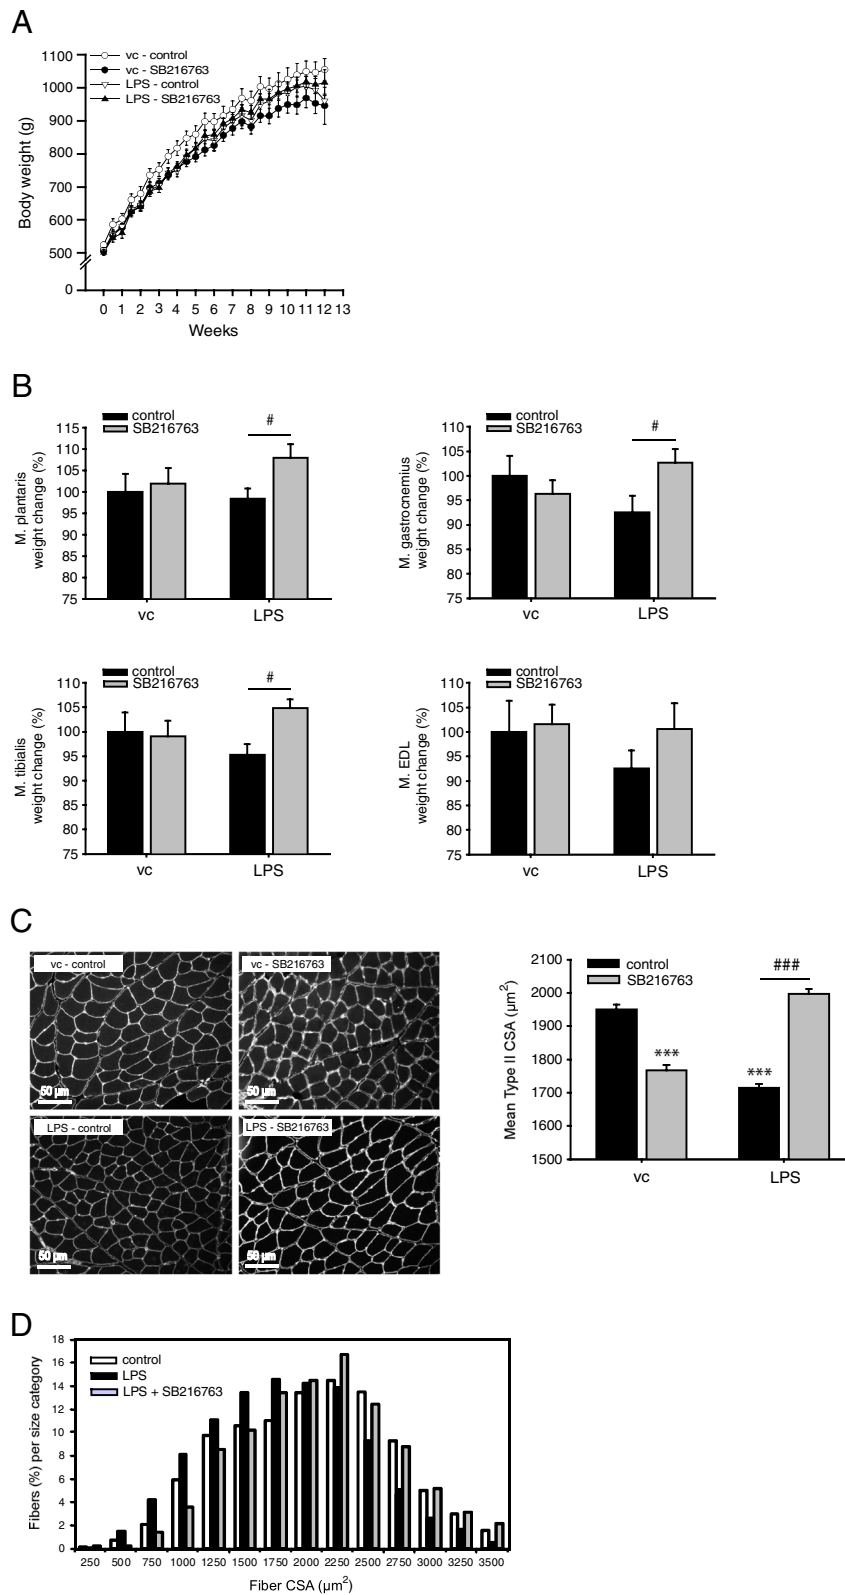 A
1100
1000
900
800
700
600
500
0
Body weight (g)
vc - control
vc - SB216763
LPS - control
LPS - SB216763
0 1 2 3 4 5 6 7 8 9 10 11 12 13
Weeks
B
control
SB216763
#
115
110
105
100
95
90
85
80
75
M. plantaris
weight change (%)
vc LPS
control
SB216763
#
110
105
100
95
90
85
80
75
M. gastrocnemius
weight change (%)
vc LPS
control
SB216763
#
110
105
100
95
90
85
80
75
M. tibialis
weight change (%)
vc LPS
control
SB216763
110
105
100
95
90
85
80
75
M. EDL
weight change (%)
vc LPS
C
vc - control
50 µm
vc - SB216763
50 µm
LPS - control
50 µm
LPS - SB216763
50 µm
2100
2000
1900
1800
1700
1600
1500
Mean Type II CSA (µm²)
control
SB216763
###
***
***
vc LPS
D
18
16
14
12
10
8
6
4
2
0
Fibers (%) per size category
control
LPS
LPS + SB216763
250 500 750 1000 1250 1500 1750 2000 2250 2500 2750 3000 3250 3500
Fiber CSA (µm²)